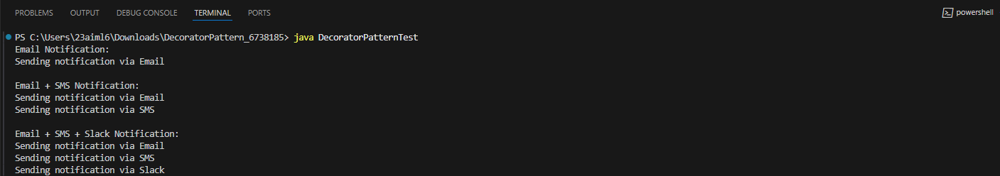 PROBLEMS OUTPUT DEBUG CONSOLE TERMINAL PORTS powershell
PS C:\Users\23aiml6\Downloads\DecoratorPattern_6738185> java DecoratorPatternTest
Email Notification:
Sending notification via Email
Email + SMS Notification:
Sending notification via Email
Sending notification via SMS
Email + SMS + Slack Notification:
Sending notification via Email
Sending notification via SMS
Sending notification via Slack